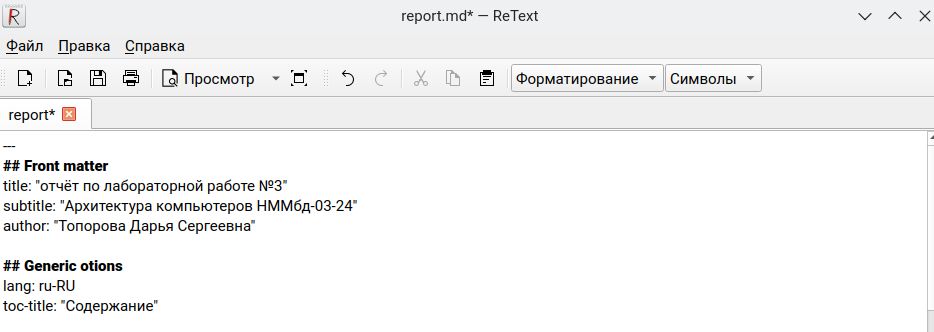 report.md* — ReText
Файл Правка Справка
Просмотр Форматирование Символы
report*
---
## Front matter
title: "отчёт по лабораторной работе №3"
subtitle: "Архитектура компьютеров НММбд-03-24"
author: "Топорова Дарья Сергеевна"
## Generic otions
lang: ru-RU
toc-title: "Содержание"